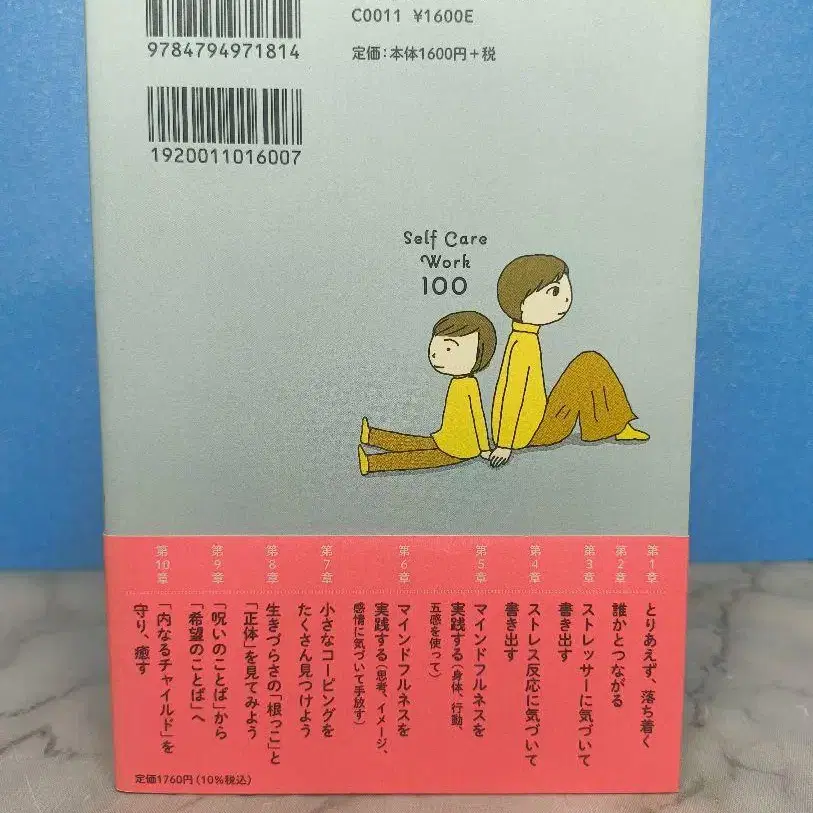 C0011 ¥1600E
9784794971814
定価:本体1600円+税
1920011016007
Self Care
Work
100
第1章
とりあえず、落ち着く
第2章
誰かとつながる
第3章
ストレッサーに気づいて
書き出す
第4章
ストレス反応に気づいて
書き出す
第5章
マインドフルネスを
実践する(身体、行動、
五感を使って)
第6章
マインドフルネスを
実践する(思考、イメージ、
感情に気づいて手放す)
第7章
小さなコーピングを
たくさん見つけよう
第8章
生きづらさの「根っこ」と
「正体」を見てみよう
第9章
「呪いのことば」から
「希望のことば」へ
第10章
「内なるチャイルド」を
守り、癒す
定価1760円(10%税込)